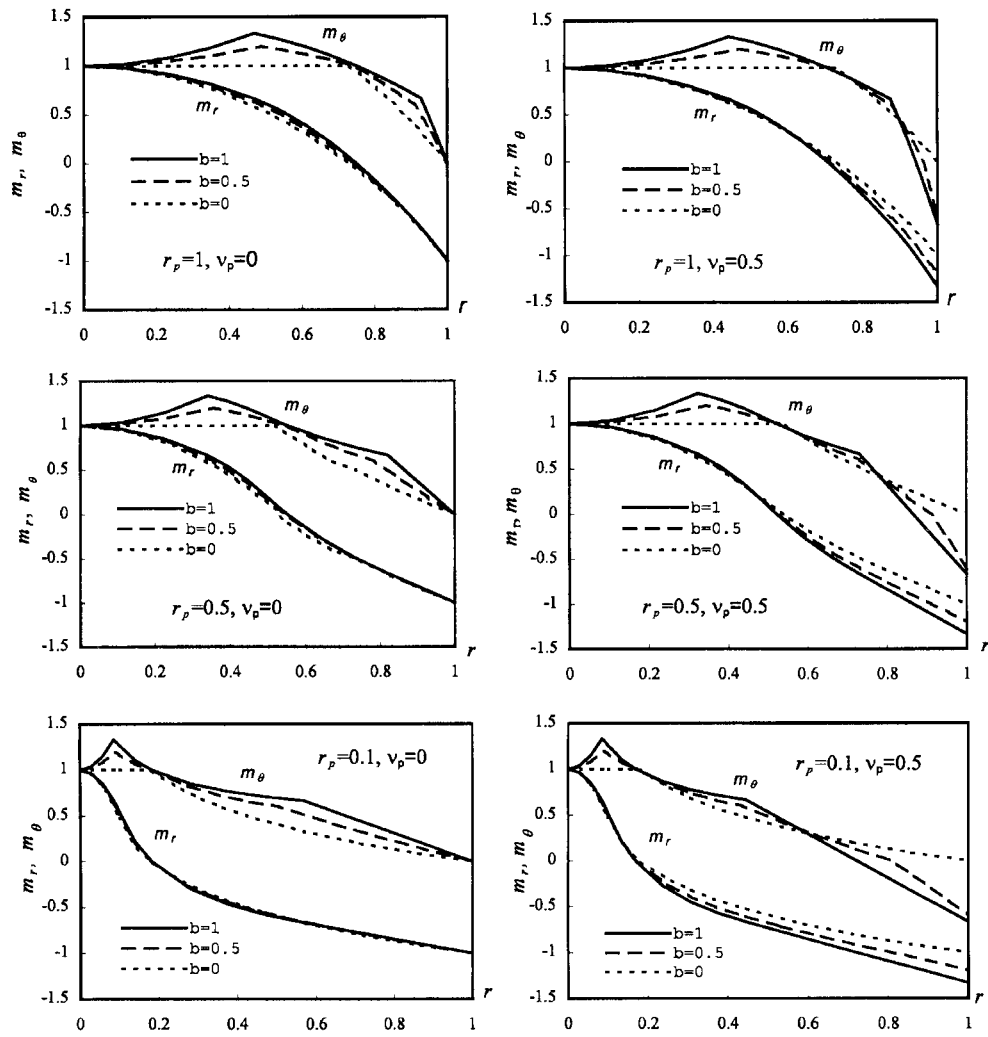 1.5
1
0.5
0
-0.5
-1
-1.5
m_r, m_θ
m_θ
m_r
b=1
b=0.5
b=0
r_p=1, ν_p=0
0 0.2 0.4 0.6 0.8 1
r
1.5
1
0.5
0
-0.5
-1
-1.5
m_r, m_θ
m_θ
m_r
b=1
b=0.5
b=0
r_p=1, ν_p=0.5
0 0.2 0.4 0.6 0.8 1
r
1.5
1
0.5
0
-0.5
-1
-1.5
m_r, m_θ
m_θ
m_r
b=1
b=0.5
b=0
r_p=0.5, ν_p=0
0 0.2 0.4 0.6 0.8 1
r
1.5
1
0.5
0
-0.5
-1
-1.5
m_r, m_θ
m_θ
m_r
b=1
b=0.5
b=0
r_p=0.5, ν_p=0.5
0 0.2 0.4 0.6 0.8 1
r
1.5
1
0.5
0
-0.5
-1
-1.5
m_r, m_θ
r_p=0.1, ν_p=0
m_θ
m_r
b=1
b=0.5
b=0
0 0.2 0.4 0.6 0.8 1
r
1.5
1
0.5
0
-0.5
-1
-1.5
m_r, m_θ
r_p=0.1, ν_p=0.5
m_θ
m_r
b=1
b=0.5
b=0
0 0.2 0.4 0.6 0.8 1
r